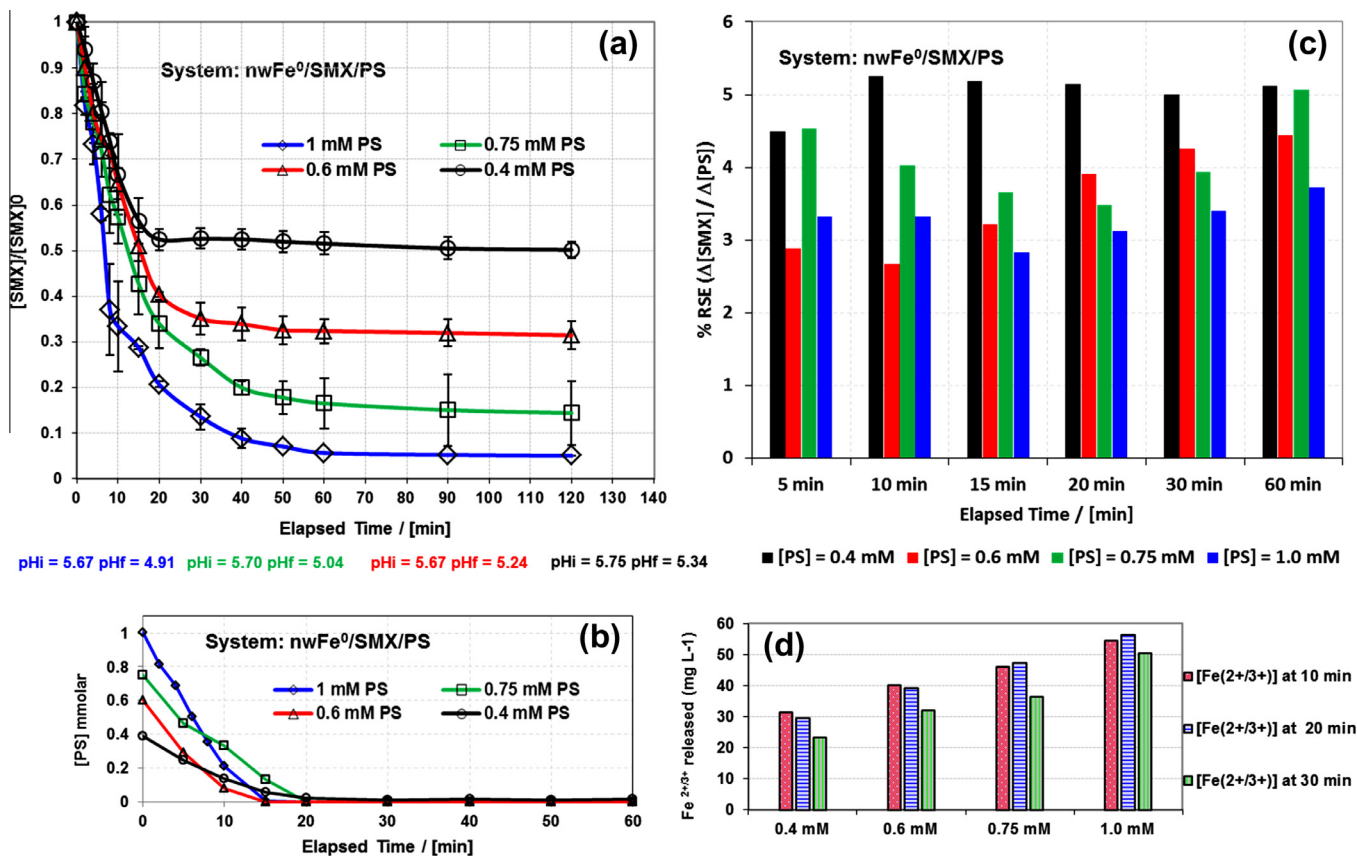 (a)
System: nwFe⁰/SMX/PS
1 mM PS
0.75 mM PS
0.6 mM PS
0.4 mM PS
[SMX]/[SMX]0
1
0.9
0.8
0.7
0.6
0.5
0.4
0.3
0.2
0.1
0
0 10 20 30 40 50 60 70 80 90 100 110 120 130 140
Elapsed Time / [min]
pHi = 5.67 pHf = 4.91 pHi = 5.70 pHf = 5.04 pHi = 5.67 pHf = 5.24 pHi = 5.75 pHf = 5.34
(c)
System: nwFe⁰/SMX/PS
% RSE (Δ[SMX] / Δ[PS])
6
5
4
3
2
1
0
5 min 10 min 15 min 20 min 30 min 60 min
Elapsed Time / [min]
[PS] = 0.4 mM [PS] = 0.6 mM [PS] = 0.75 mM [PS] = 1.0 mM
(b)
System: nwFe⁰/SMX/PS
1 mM PS
0.75 mM PS
0.6 mM PS
0.4 mM PS
[PS] mmolar
1
0.8
0.6
0.4
0.2
0
0 10 20 30 40 50 60
Elapsed Time / [min]
(d)
Fe ²⁺/³⁺ released (mg L-1)
60
50
40
30
20
10
0
0.4 mM 0.6 mM 0.75 mM 1.0 mM
[Fe(2+/3+)] at 10 min
[Fe(2+/3+)] at 20 min
[Fe(2+/3+)] at 30 min